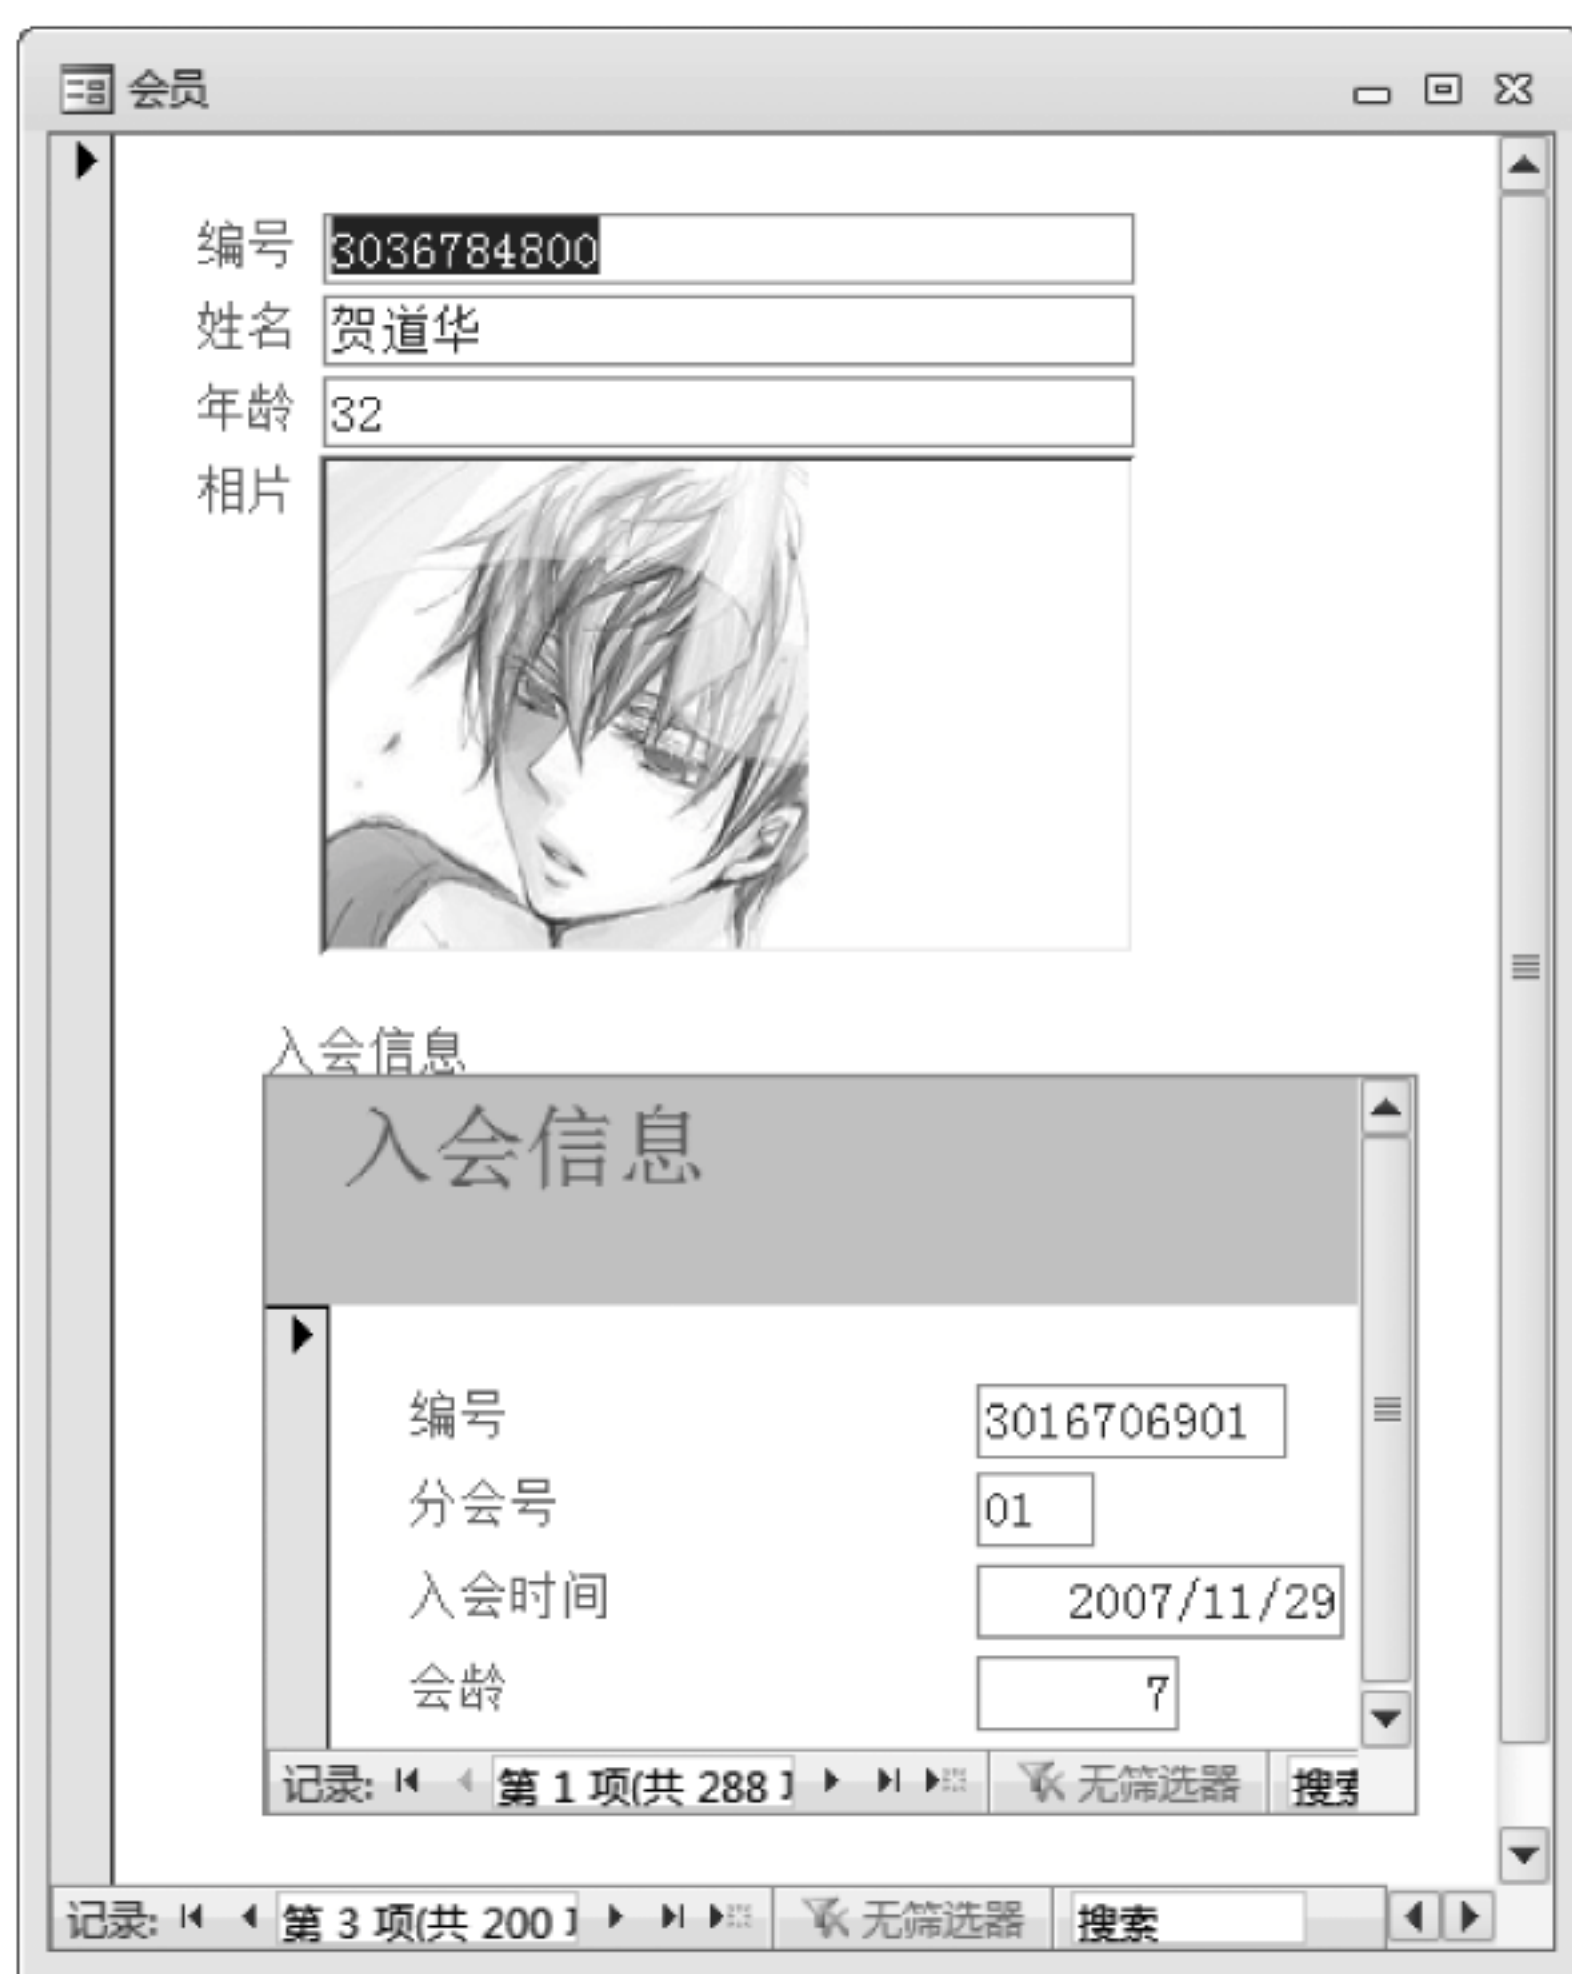 会员
编号 3036784800
姓名 贺道华
年龄 32
相片
入会信息
入会信息
编号 3016706901
分会号 01
入会时间 2007/11/29
会龄 7
记录: 第 1 项(共 288 无筛选器
记录: 第 3 项(共 200 无筛选器 搜索